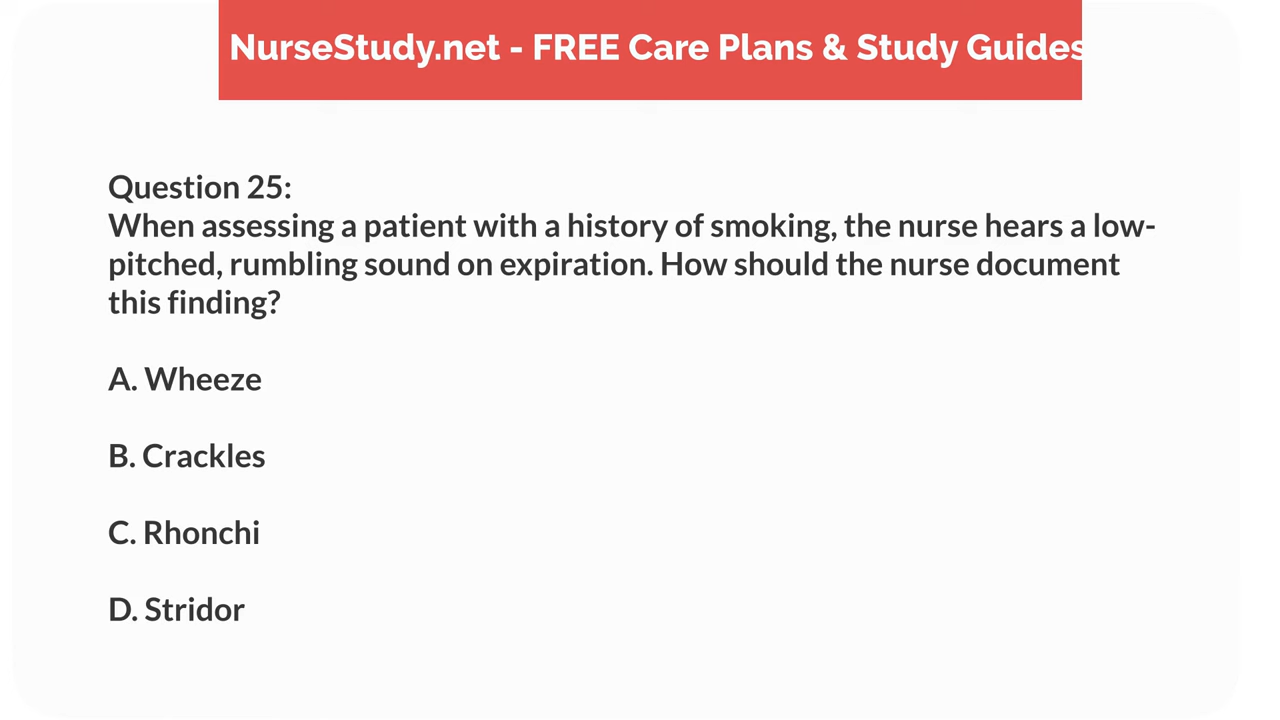 NurseStudy.net - FREE Care Plans & Study Guides
Question 25:
When assessing a patient with a history of smoking, the nurse hears a low-
pitched, rumbling sound on expiration. How should the nurse document
this finding?
A. Wheeze
B. Crackles
C. Rhonchi
D. Stridor